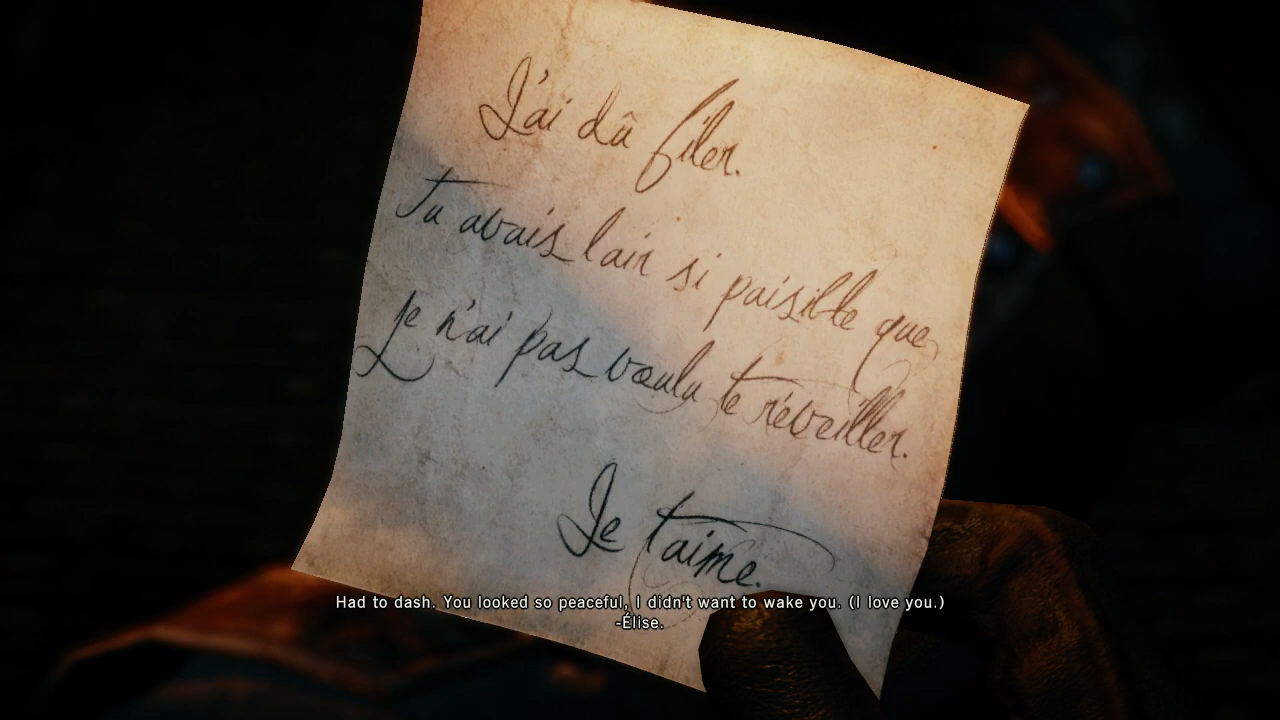 J'ai dû filer.
Tu avais l'air si paisible que
je n'ai pas voulu te réveiller.
Je t'aime.
Had to dash. You looked so peaceful, I didn't want to wake you. (I love you.)
-Élise.